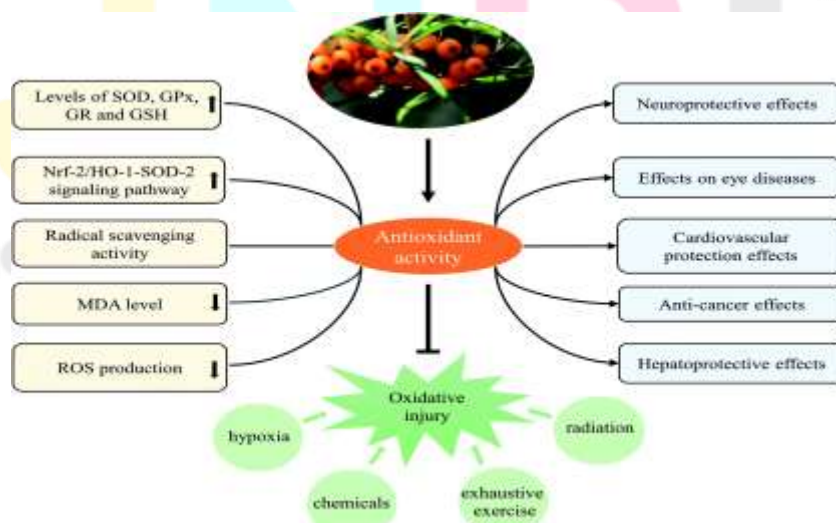 Levels of SOD, GPx,
GR and GSH
Nrf-2/HO-1-SOD-2
signaling pathway
Radical scavenging
activity
MDA level
ROS production
Antioxidant
activity
Neuroprotective effects
Effects on eye diseases
Cardiovascular
protection effects
Anti-cancer effects
Hepatoprotective effects
Oxidative
injury
hypoxia
chemicals
exhaustive
exercise
radiation